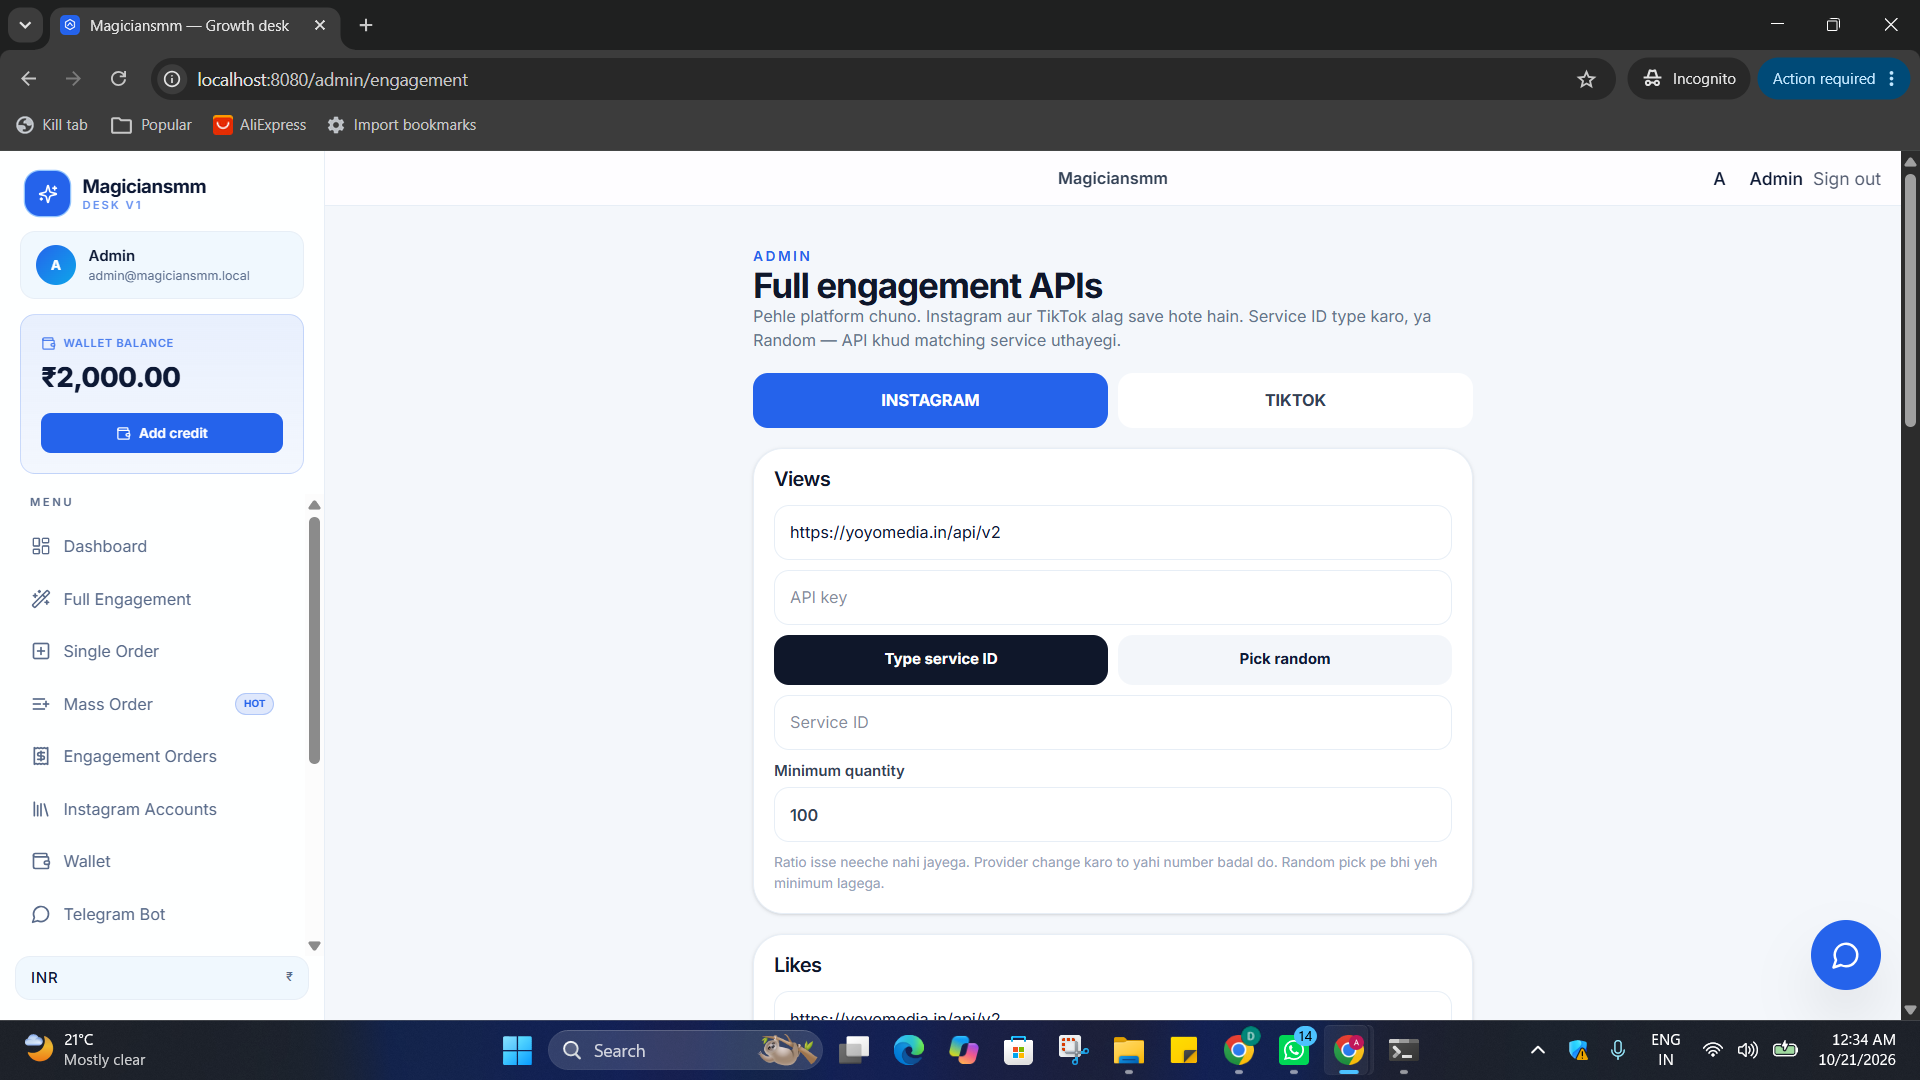 Magiciansmm — Growth desk
localhost:8080/admin/engagement
Incognito
Action required
Kill tab
Popular
AliExpress
Import bookmarks
Magiciansmm
DESK V1
A
Admin
admin@magiciansmm.local
WALLET BALANCE
₹2,000.00
Add credit
MENU
Dashboard
Full Engagement
Single Order
Mass Order
HOT
Engagement Orders
Instagram Accounts
Wallet
Telegram Bot
INR
₹
Magiciansmm
A Admin Sign out
ADMIN
Full engagement APIs
Pehle platform chuno. Instagram aur TikTok alag save hote hain. Service ID type karo, ya
Random — API khud matching service uthayegi.
INSTAGRAM
TIKTOK
Views
https://yoyomedia.in/api/v2
API key
Type service ID
Pick random
Service ID
Minimum quantity
100
Ratio isse neeche nahi jayega. Provider change karo to yahi number badal do. Random pick pe bhi yeh
minimum lagega.
Likes
https://yoyomedia.in/api/v2
21°C
Mostly clear
Search
D
14
A
ENG
IN
12:34 AM
10/21/2026